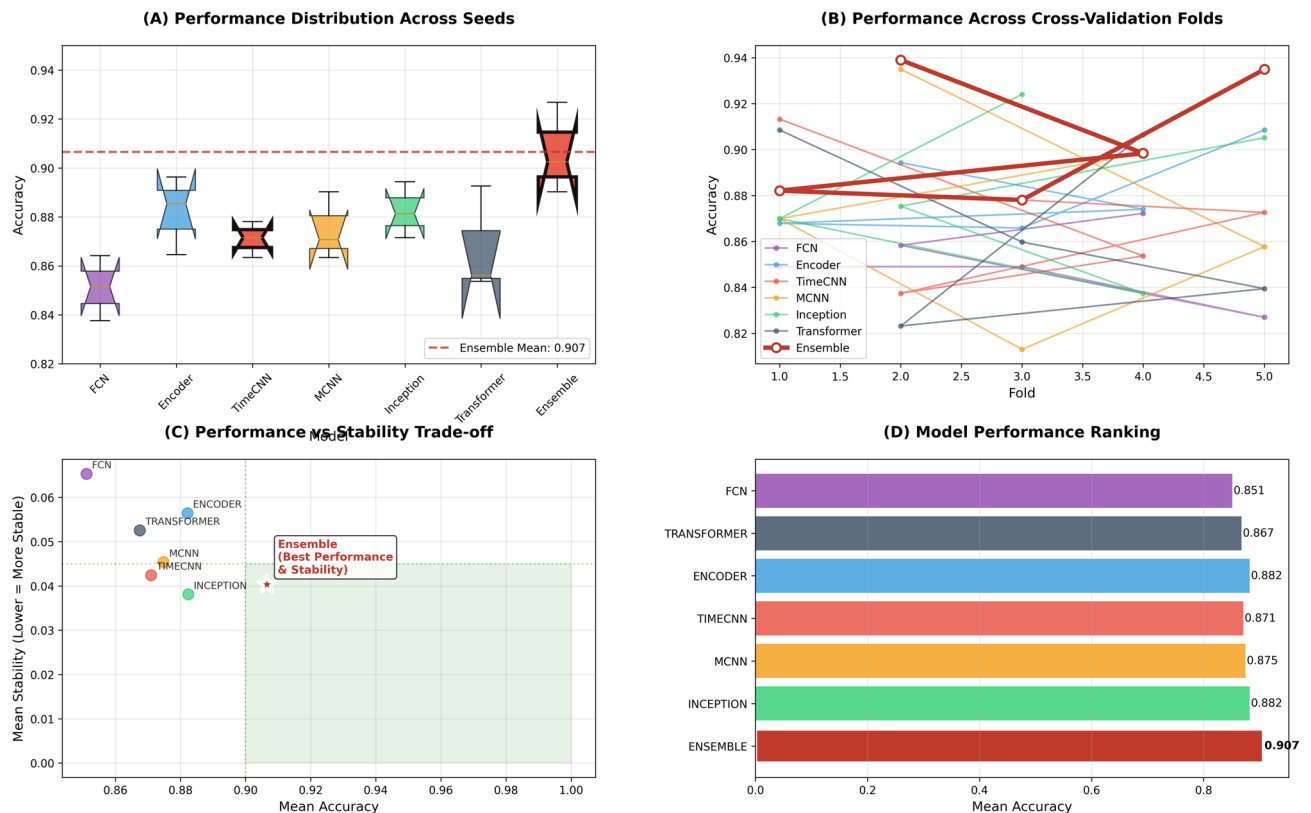 (A) Performance Distribution Across Seeds
0.94
0.92
0.90
0.88
0.86
0.84
0.82
Accuracy
Ensemble Mean: 0.907
FCN
Encoder
TimeCNN
MCNN
Inception
Transformer
Ensemble
Model
(B) Performance Across Cross-Validation Folds
0.94
0.92
0.90
0.88
0.86
0.84
0.82
Accuracy
FCN
Encoder
TimeCNN
MCNN
Inception
Transformer
Ensemble
1.0 1.5 2.0 2.5 3.0 3.5 4.0 4.5 5.0
Fold
(C) Performance vs Stability Trade-off
0.06
0.05
0.04
0.03
0.02
0.01
0.00
Mean Stability (Lower = More Stable)
FCN
ENCODER
TRANSFORMER
MCNN
TIMECNN
INCEPTION
Ensemble
(Best Performance
& Stability)
0.86 0.88 0.90 0.92 0.94 0.96 0.98 1.00
Mean Accuracy
(D) Model Performance Ranking
FCN 0.851
TRANSFORMER 0.867
ENCODER 0.882
TIMECNN 0.871
MCNN 0.875
INCEPTION 0.882
ENSEMBLE 0.907
0.0 0.2 0.4 0.6 0.8
Mean Accuracy